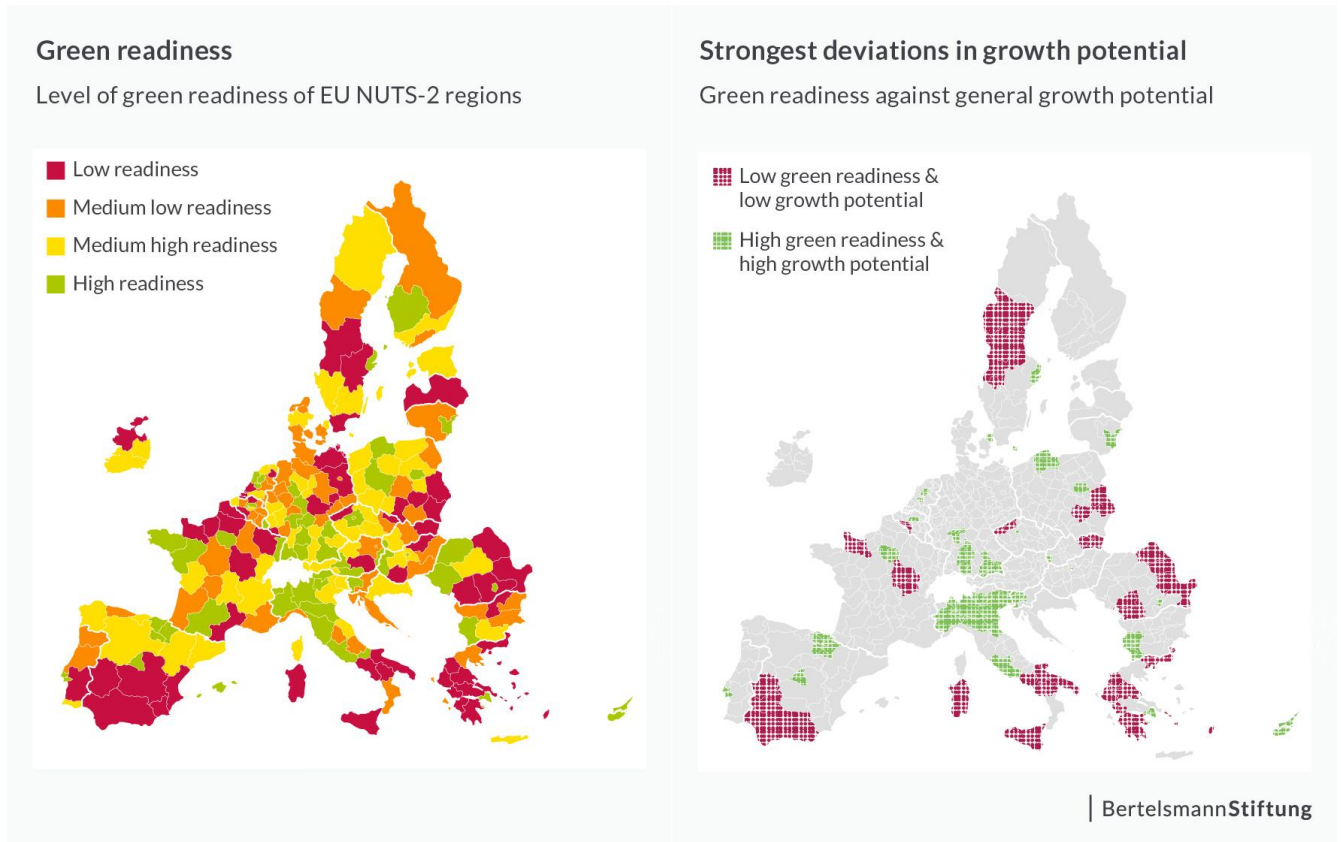 Green readiness
Level of green readiness of EU NUTS-2 regions
Low readiness
Medium low readiness
Medium high readiness
High readiness
Strongest deviations in growth potential
Green readiness against general growth potential
Low green readiness &
low growth potential
High green readiness &
high growth potential
BertelsmannStiftung